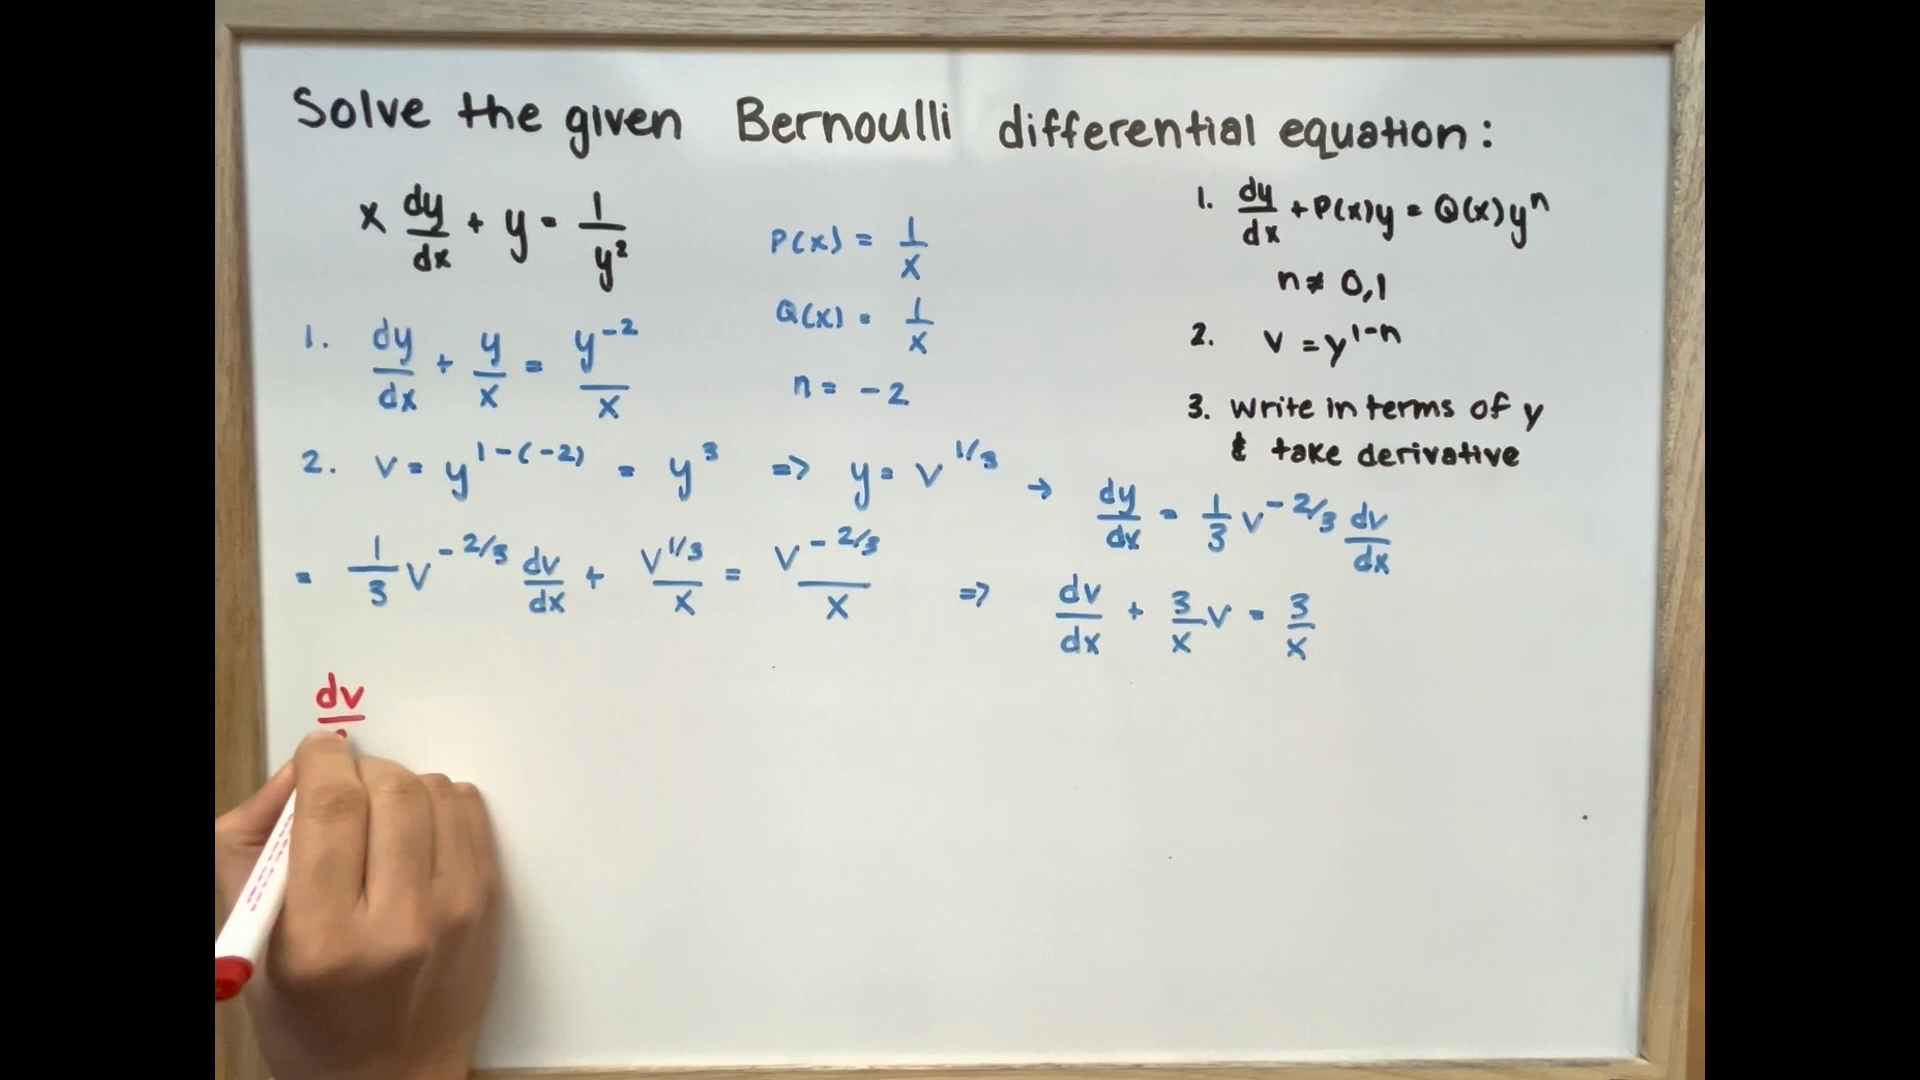 Solve the given Bernoulli differential equation:
x dy/dx + y = 1/y²
P(x) = 1/x
Q(x) = 1/x
n = -2
1. dy/dx + P(x)y = Q(x)yⁿ
n ≠ 0,1
2. v = y^(1-n)
3. write in terms of y
& take derivative
1. dy/dx + y/x = y^(-2)/x
2. v = y^(1-(-2)) = y³ => y = v^(1/3) → dy/dx = 1/3 v^(-2/3) dv/dx
= 1/3 v^(-2/3) dv/dx + v^(1/3)/x = v^(-2/3)/x => dv/dx + 3/x v = 3/x
dv